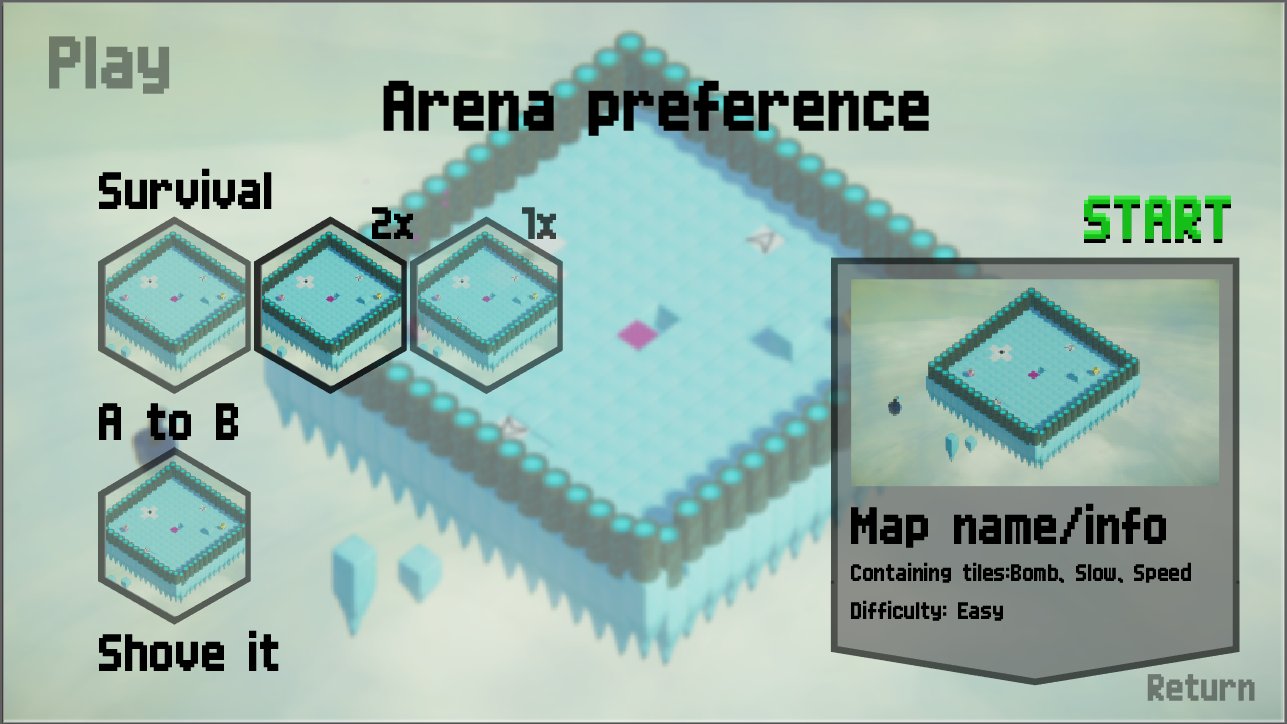 Play
Arena preference
Survival
2x
1x
START
A to B
Map name/info
Containing tiles:Bomb, Slow, Speed
Difficulty: Easy
Shove it
Return